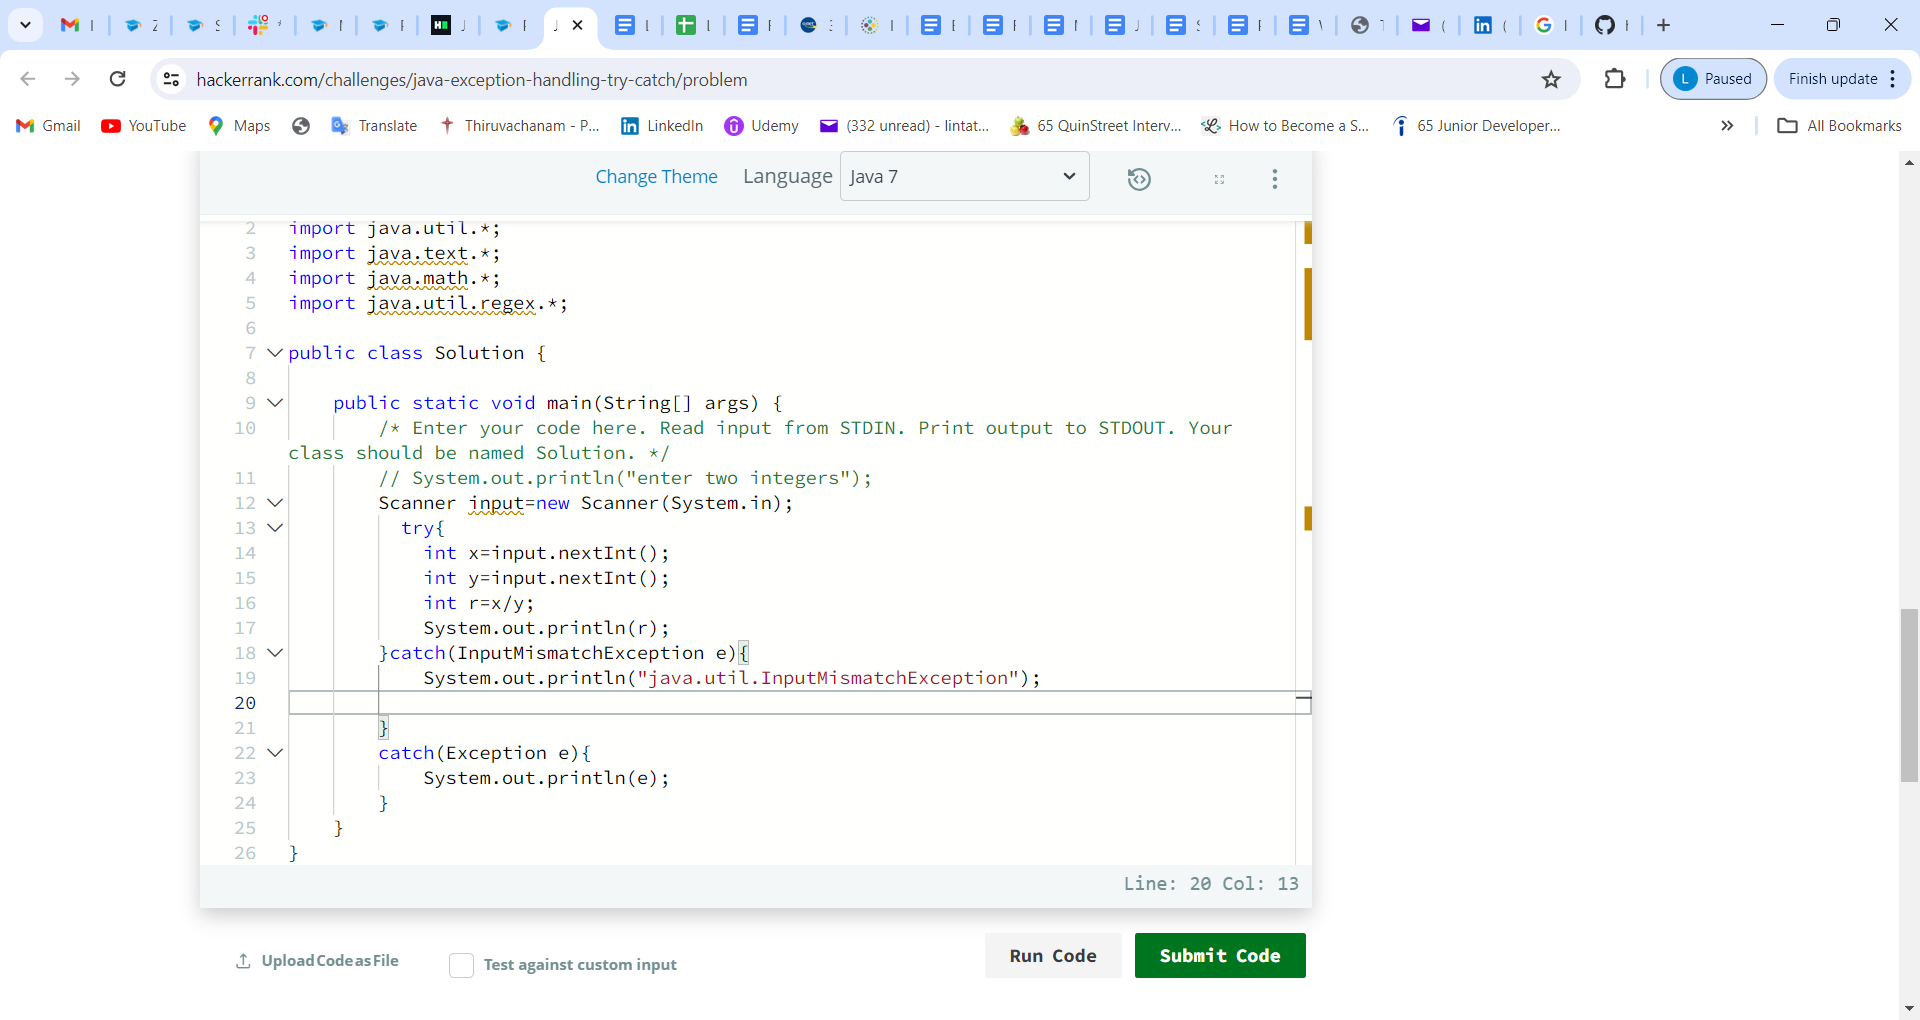 hackerrank.com/challenges/java-exception-handling-try-catch/problem
L Paused
Finish update
Gmail
YouTube
Maps
Translate
Thiruvachanam - P...
LinkedIn
Udemy
(332 unread) - lintat...
65 QuinStreet Interv...
How to Become a S...
65 Junior Developer...
All Bookmarks
Change Theme Language Java 7
2 import java.util.*;
3 import java.text.*;
4 import java.math.*;
5 import java.util.regex.*;
6
7 public class Solution {
8
9 public static void main(String[] args) {
10 /* Enter your code here. Read input from STDIN. Print output to STDOUT. Your
class should be named Solution. */
11 // System.out.println("enter two integers");
12 Scanner input=new Scanner(System.in);
13 try{
14 int x=input.nextInt();
15 int y=input.nextInt();
16 int r=x/y;
17 System.out.println(r);
18 }catch(InputMismatchException e){
19 System.out.println("java.util.InputMismatchException");
20
21 }
22 catch(Exception e){
23 System.out.println(e);
24 }
25 }
26 }
Line: 20 Col: 13
Upload Code as File
Test against custom input
Run Code
Submit Code